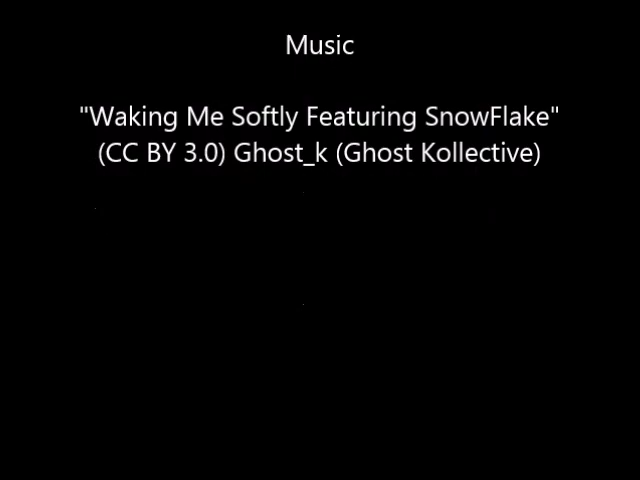 Music
"Waking Me Softly Featuring SnowFlake"
(CC BY 3.0) Ghost_k (Ghost Kollective)